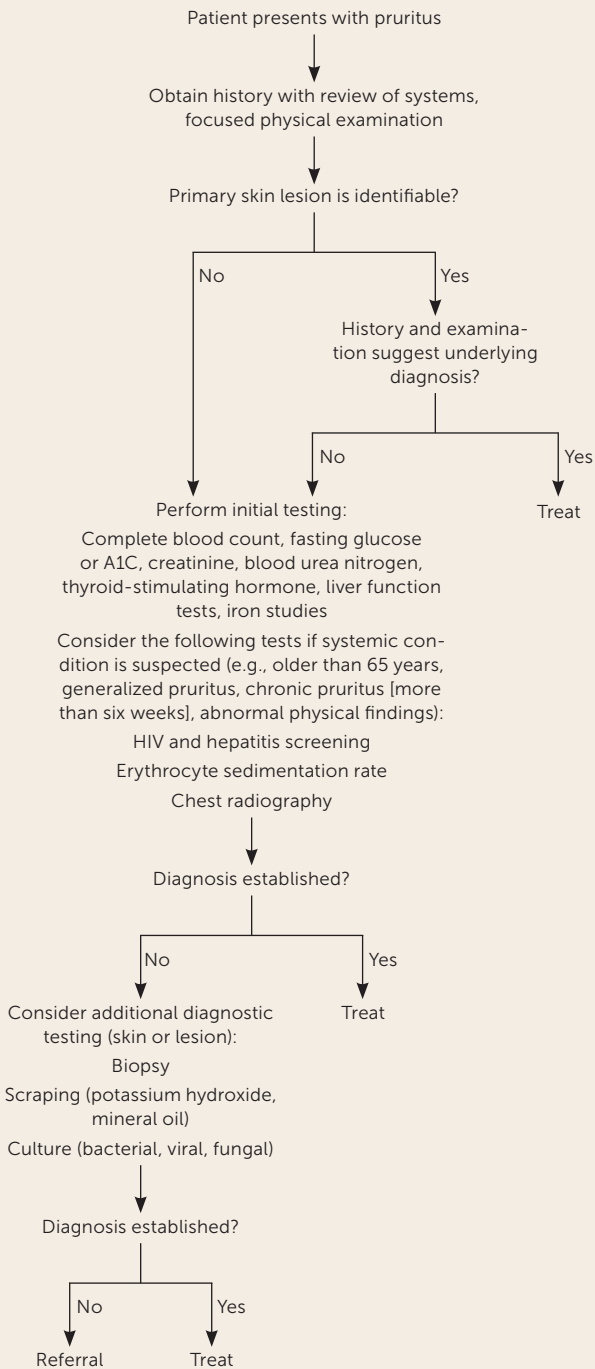 Patient presents with pruritus
Obtain history with review of systems,
focused physical examination
Primary skin lesion is identifiable?
No
Yes
History and examina-
tion suggest underlying
diagnosis?
No
Yes
Perform initial testing:
Treat
Complete blood count, fasting glucose
or A1C, creatinine, blood urea nitrogen,
thyroid-stimulating hormone, liver function
tests, iron studies
Consider the following tests if systemic con-
dition is suspected (e.g., older than 65 years,
generalized pruritus, chronic pruritus [more
than six weeks], abnormal physical findings):
HIV and hepatitis screening
Erythrocyte sedimentation rate
Chest radiography
Diagnosis established?
No
Yes
Consider additional diagnostic
testing (skin or lesion):
Treat
Biopsy
Scraping (potassium hydroxide,
mineral oil)
Culture (bacterial, viral, fungal)
Diagnosis established?
No
Yes
Referral
Treat